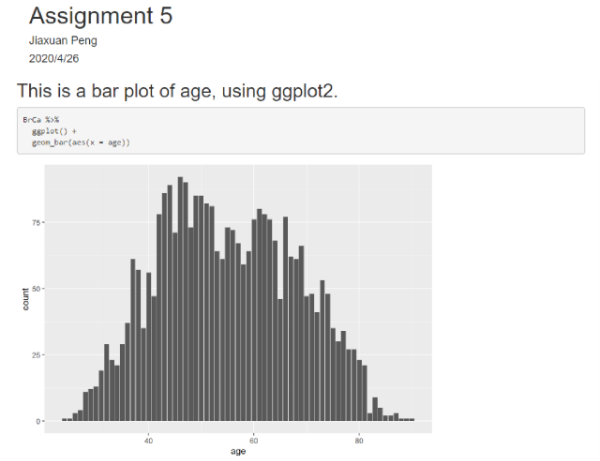 Assignment 5
Jiaxuan Peng
2020/4/26
This is a bar plot of age, using ggplot2.
BrCa %>%
ggplot() +
geom_bar(aes(x = age))
75
50
25
0
count
40
60
80
age